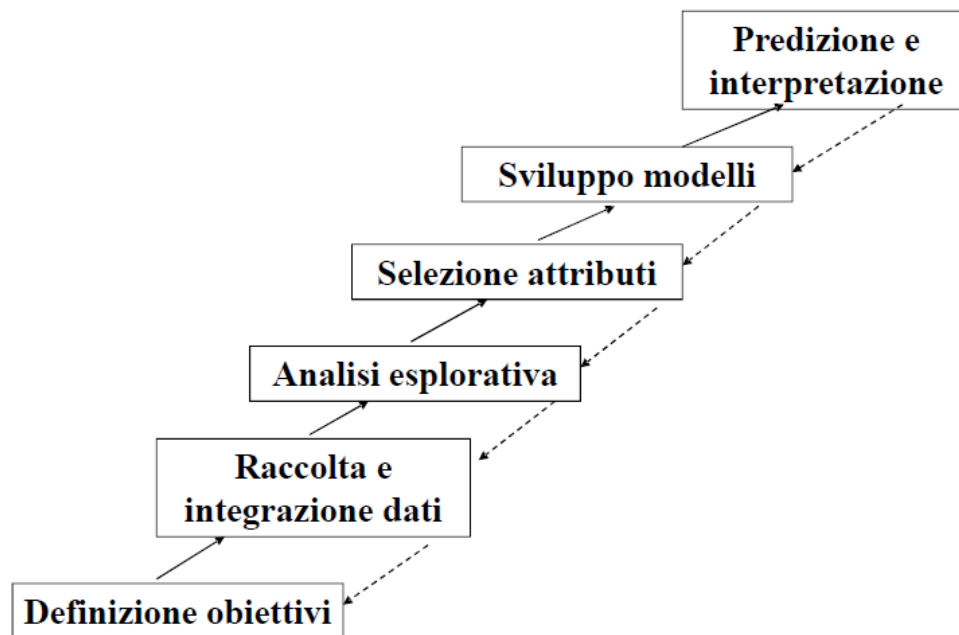 Predizione e
interpretazione
Sviluppo modelli
Selezione attributi
Analisi esplorativa
Raccolta e
integrazione dati
Definizione obiettivi